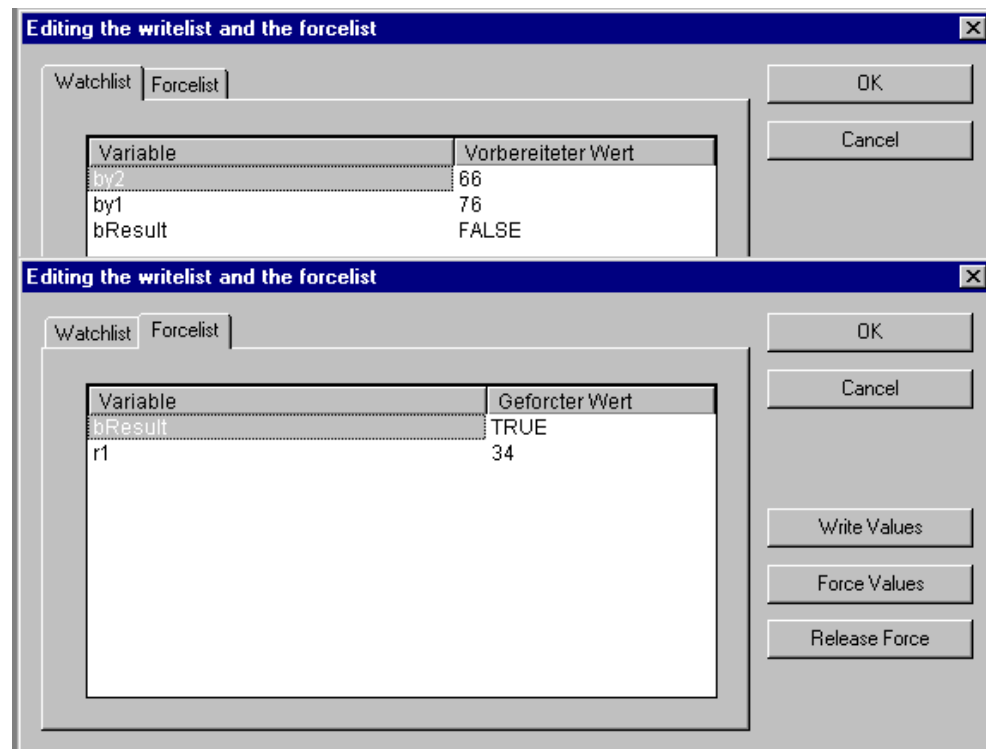 Editing the writelist and the forcelist
Watchlist Forcelist
OK
Cancel
Variable Vorbereiteter Wert
by2 66
by1 76
bResult FALSE
Editing the writelist and the forcelist
Watchlist Forcelist
OK
Cancel
Variable Geforcter Wert
bResult TRUE
r1 34
Write Values
Force Values
Release Force